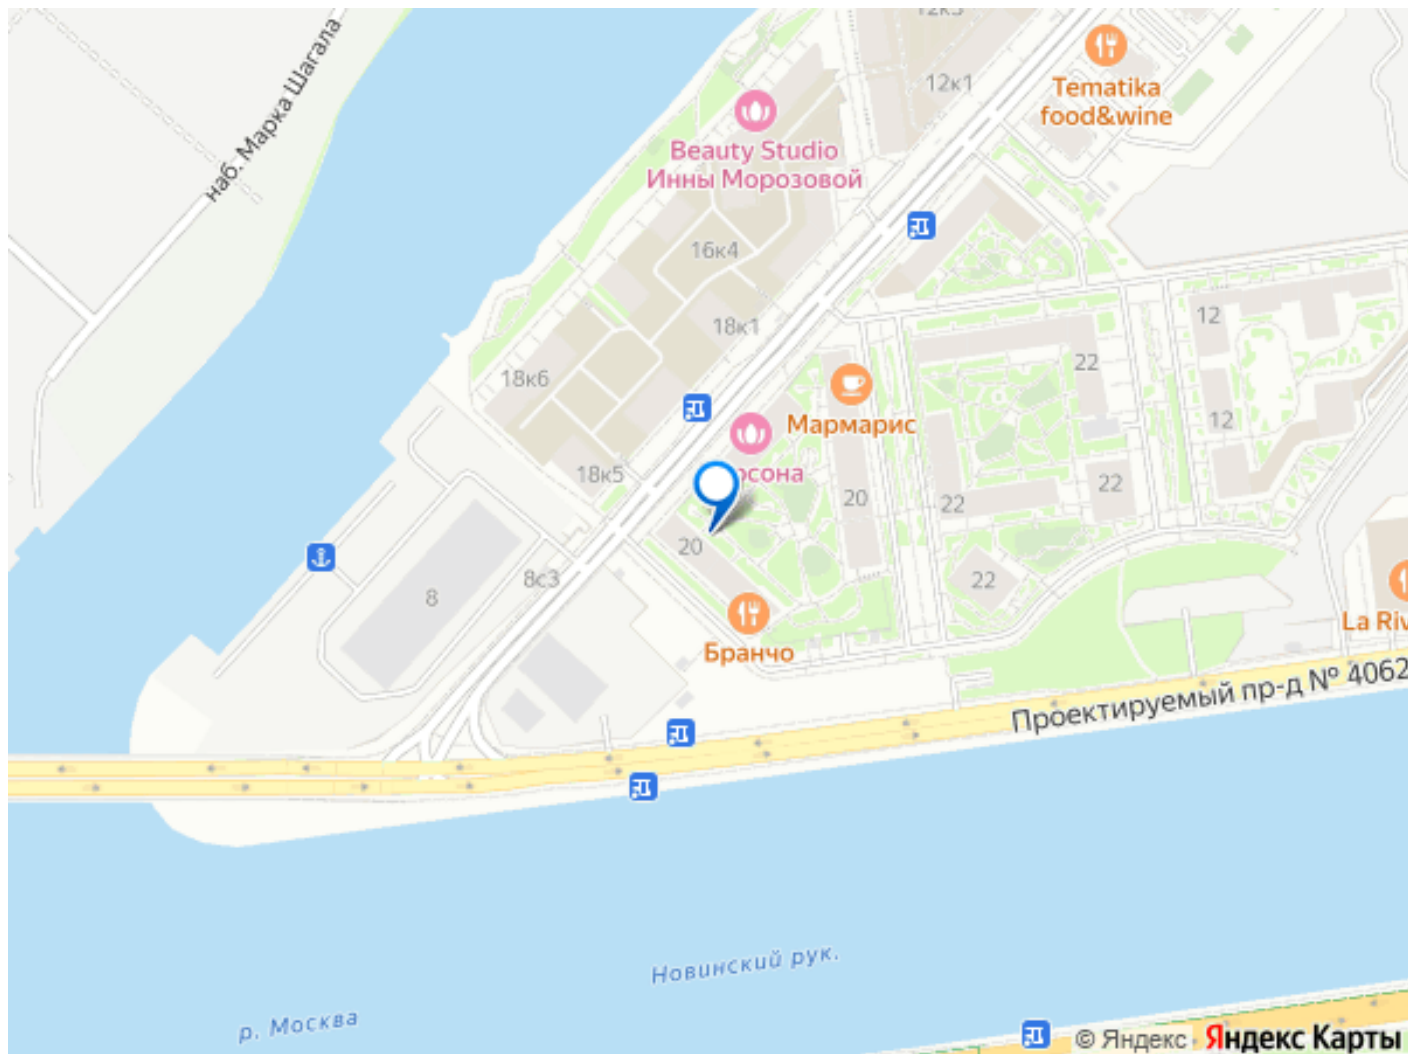 наб. Марка Шагала
12к3
12к1
Tematika
food&wine
Beauty Studio
Инны Морозовой
16к4
18к1
18к6
18к5
Мармарис
12
22
12
20
22
22
20
22
8с3
8
Бранчо
La Riv
Проектируемый пр-д № 4062
Новинский рук.
р. Москва
© Яндекс Яндекс Карты